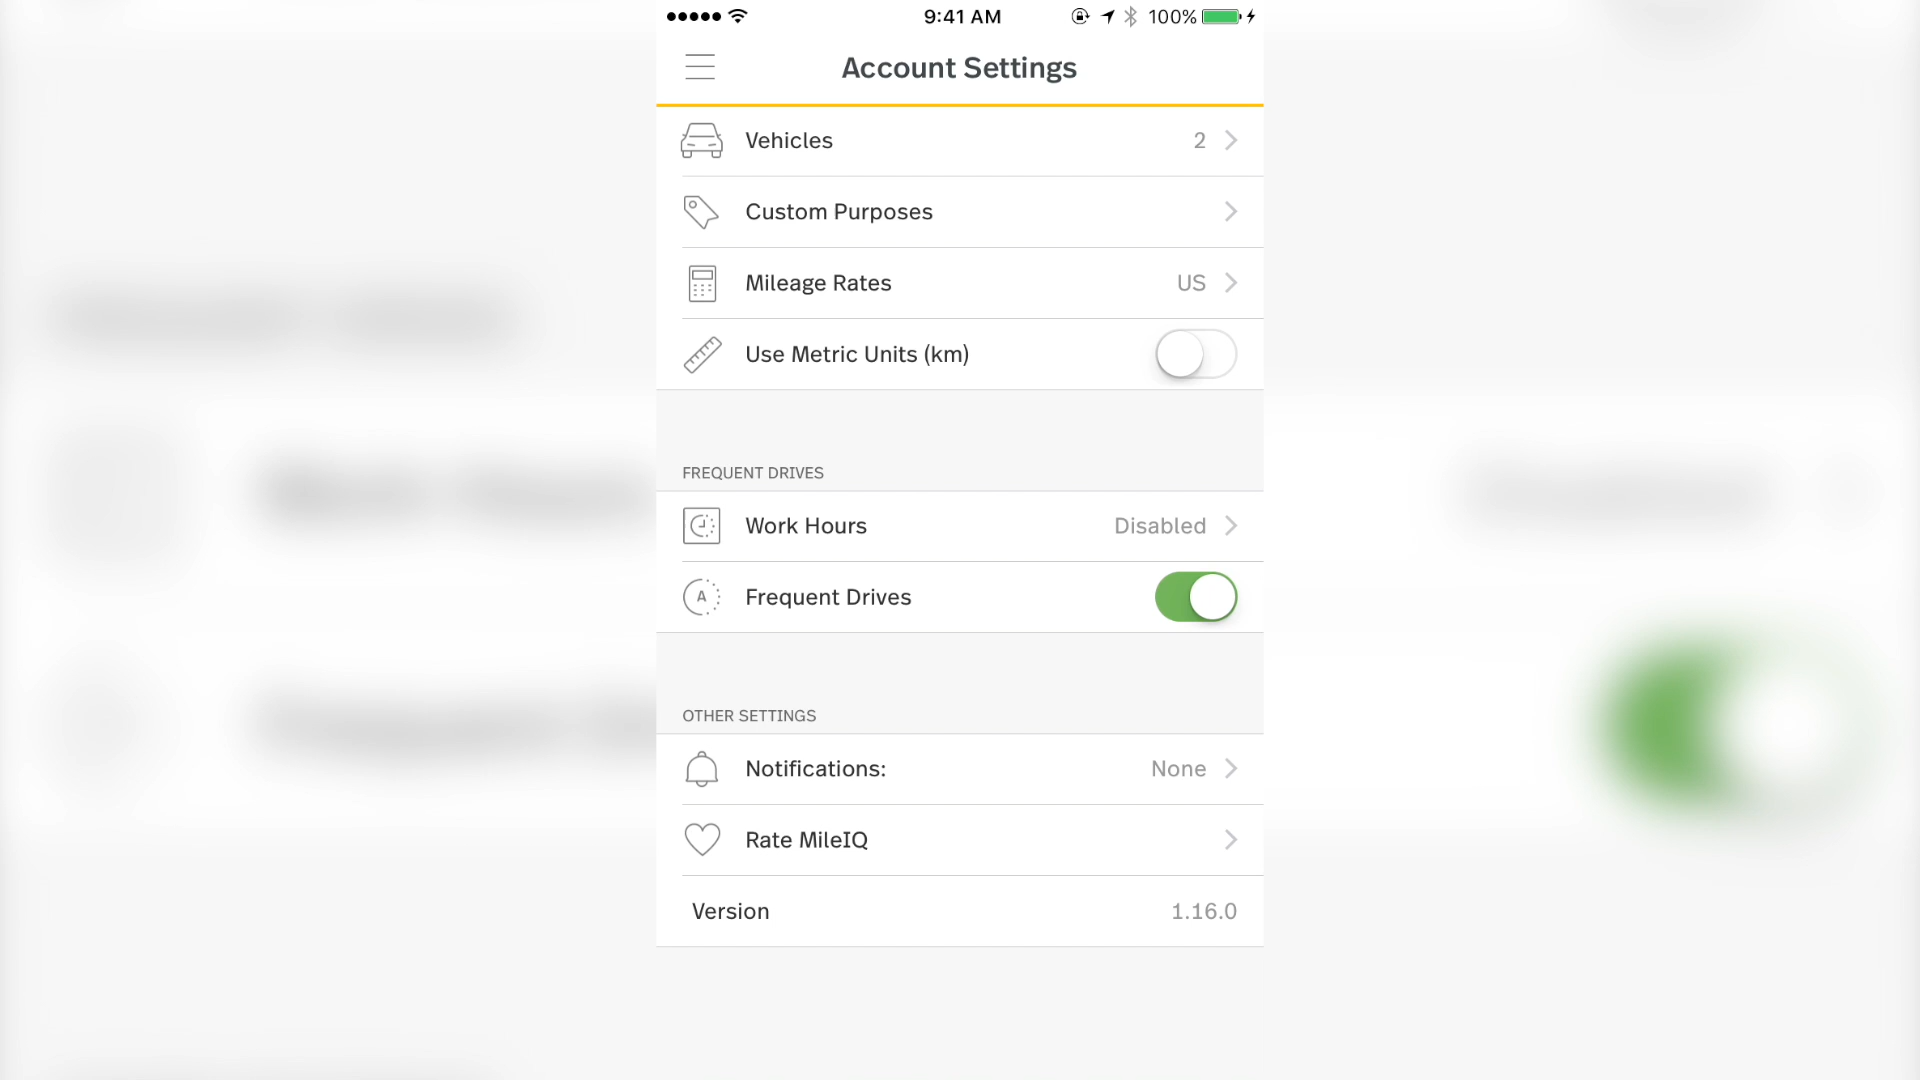 9:41 AM 100%
Account Settings
Vehicles 2
Custom Purposes
Mileage Rates US
Use Metric Units (km)
FREQUENT DRIVES
Work Hours Disabled
A Frequent Drives
OTHER SETTINGS
Notifications: None
Rate MileIQ
Version 1.16.0